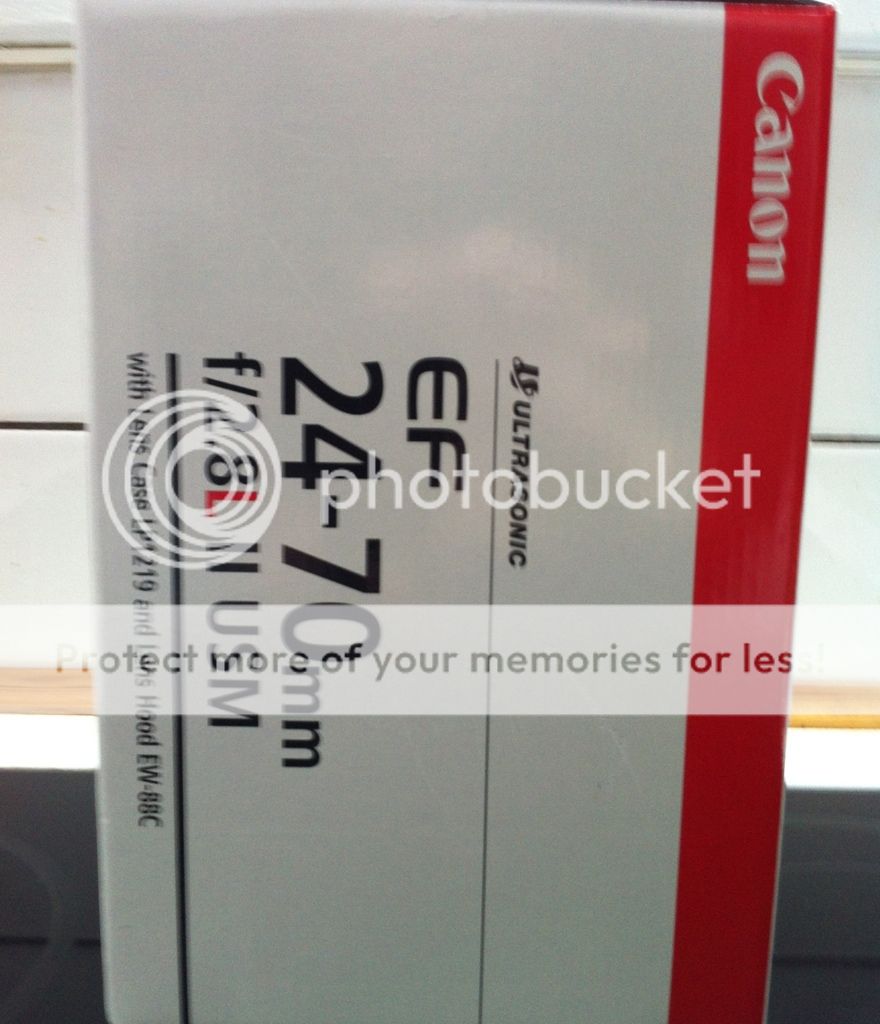 Canon
ULTRASONIC
EF
24-70mm
f/2.8L II USM
with Lens Case LP1219 and Lens Hood EW-88C
photobucket
Protect more of your memories for less!